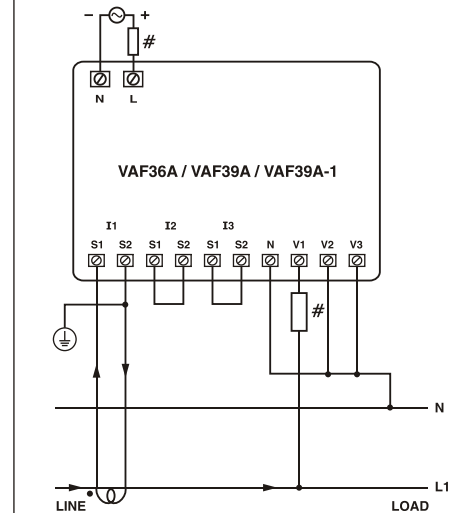 − +
#
N L
VAF36A / VAF39A / VAF39A-1
I1 I2 I3
S1 S2 S1 S2 S1 S2 N V1 V2 V3
#
N
L1
LINE LOAD